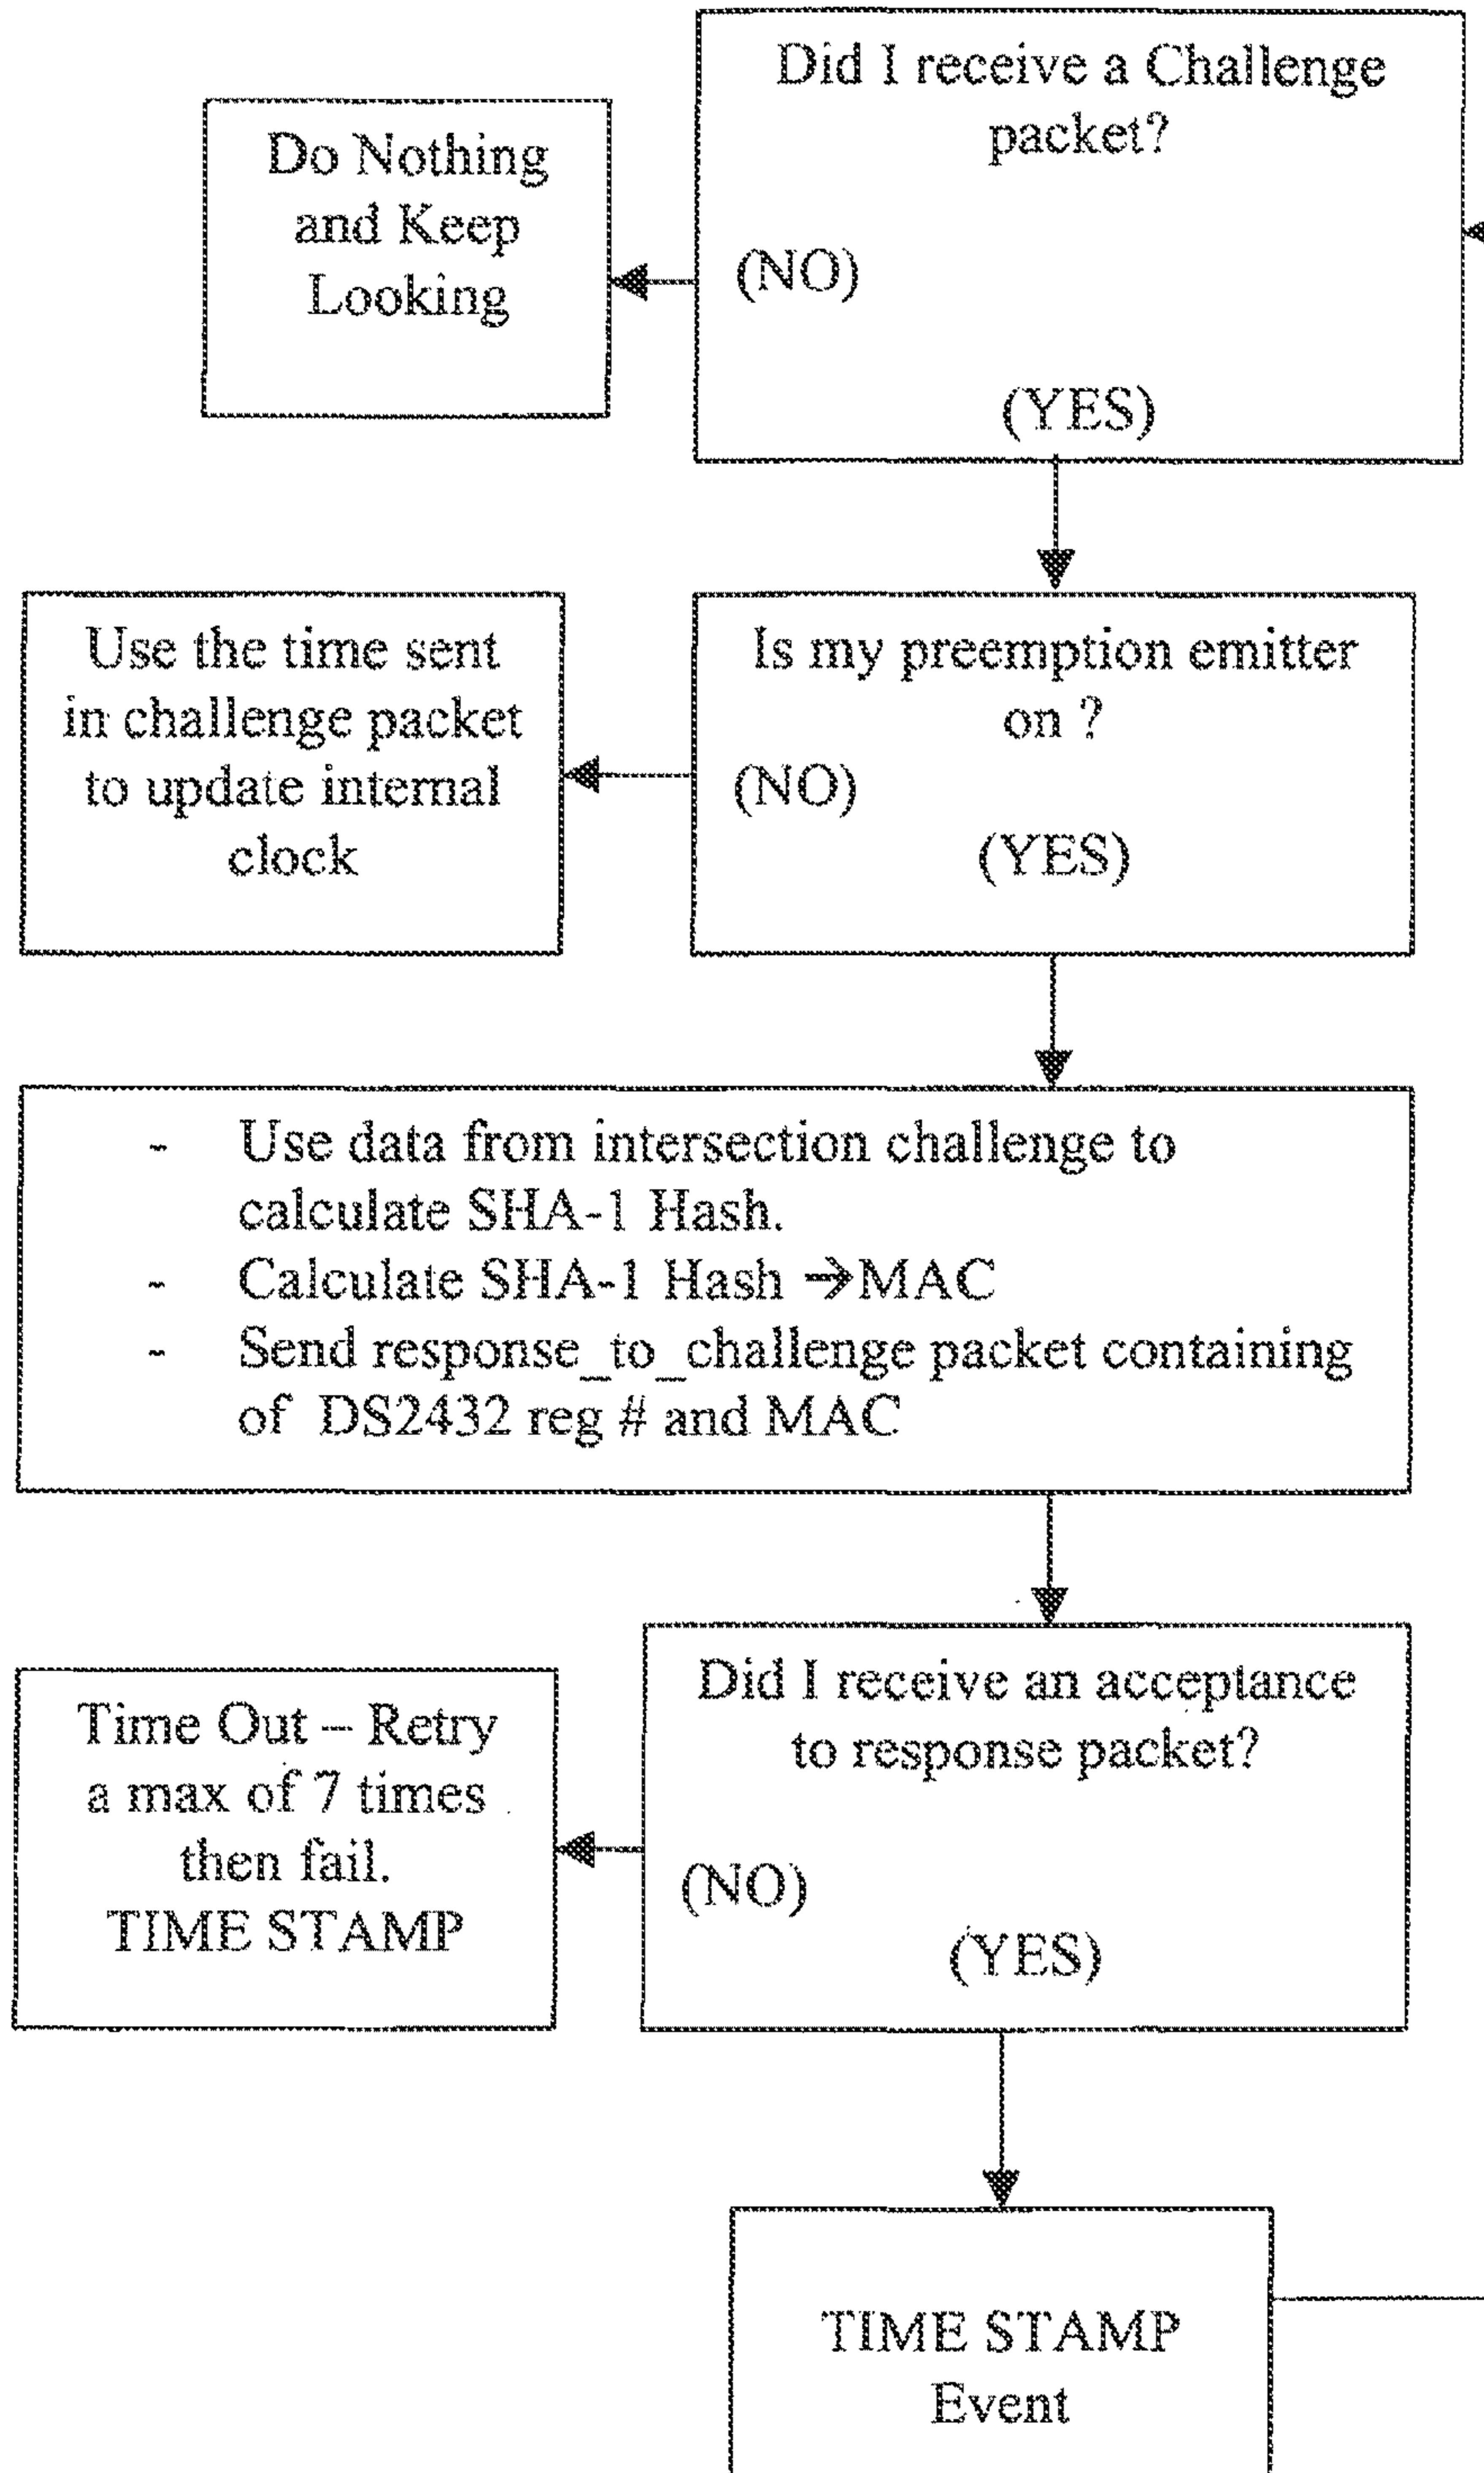 Did I receive a Challenge
packet?
(NO)
(YES)
Do Nothing
and Keep
Looking
Is my preemption emitter
on ?
(NO)
(YES)
Use the time sent
in challenge packet
to update internal
clock
- Use data from intersection challenge to
calculate SHA-1 Hash.
- Calculate SHA-1 Hash →MAC
- Send response_to_challenge packet containing
of DS2432 reg # and MAC
Did I receive an acceptance
to response packet?
(NO)
(YES)
Time Out – Retry
a max of 7 times
then fail.
TIME STAMP
TIME STAMP
Event